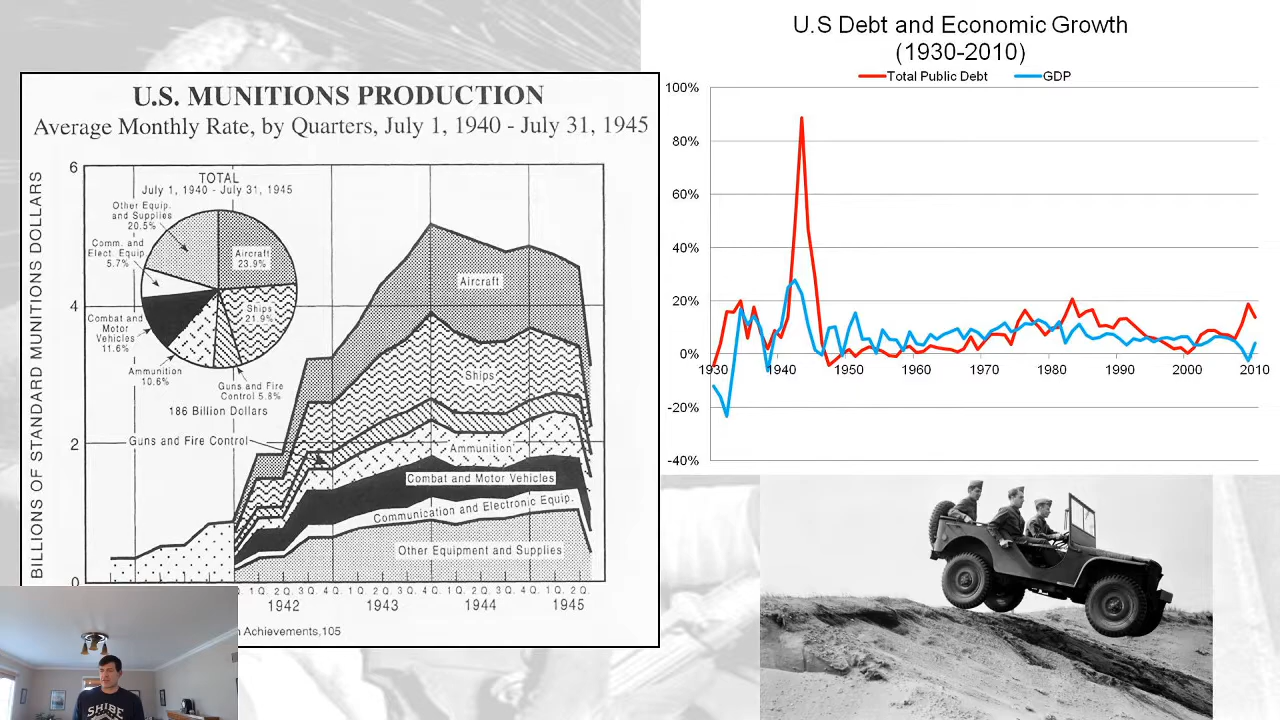 U.S. MUNITIONS PRODUCTION
Average Monthly Rate, by Quarters, July 1, 1940 - July 31, 1945
BILLIONS OF STANDARD MUNITIONS DOLLARS
6
4
2
0
TOTAL
July 1, 1940 - July 31, 1945
Other Equip.
and Supplies
20.5%
Comm. and
Elect. Equip.
5.7%
Combat and
Motor
Vehicles
11.6%
Ammunition
10.6%
Aircraft
23.9%
Ships
21.9%
Guns and Fire
Control 5.8%
186 Billion Dollars
Guns and Fire Control
Aircraft
Ships
Ammunition
Combat and Motor Vehicles
Communication and Electronic Equip.
Other Equipment and Supplies
1 Q. 2 Q. 3 Q. 4 Q. 1 Q. 2 Q. 3 Q. 4 Q. 1 Q. 2 Q. 3 Q. 4 Q. 1 Q. 2 Q.
1942 1943 1944 1945
Achievements,105
U.S Debt and Economic Growth
(1930-2010)
Total Public Debt GDP
100%
80%
60%
40%
20%
0%
-20%
-40%
1930 1940 1950 1960 1970 1980 1990 2000 2010
SHIBE